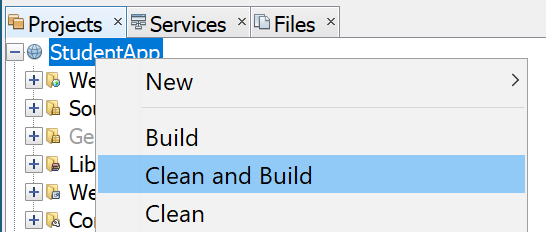 Projects Services Files
StudentApp
New
Build
Clean and Build
Clean